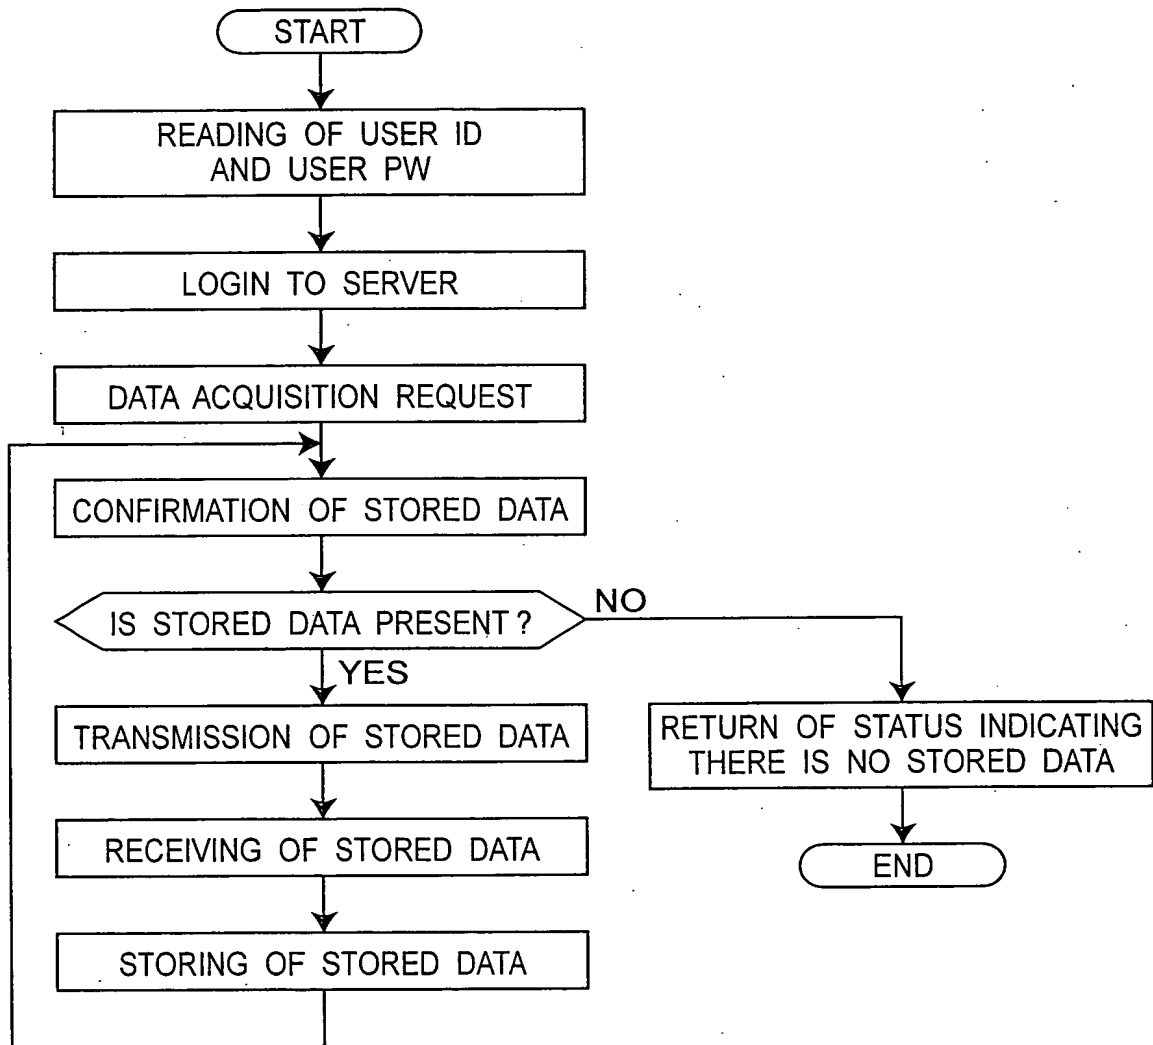 START
READING OF USER ID
AND USER PW
LOGIN TO SERVER
DATA ACQUISITION REQUEST
CONFIRMATION OF STORED DATA
IS STORED DATA PRESENT?
NO
YES
TRANSMISSION OF STORED DATA
RETURN OF STATUS INDICATING
THERE IS NO STORED DATA
RECEIVING OF STORED DATA
END
STORING OF STORED DATA